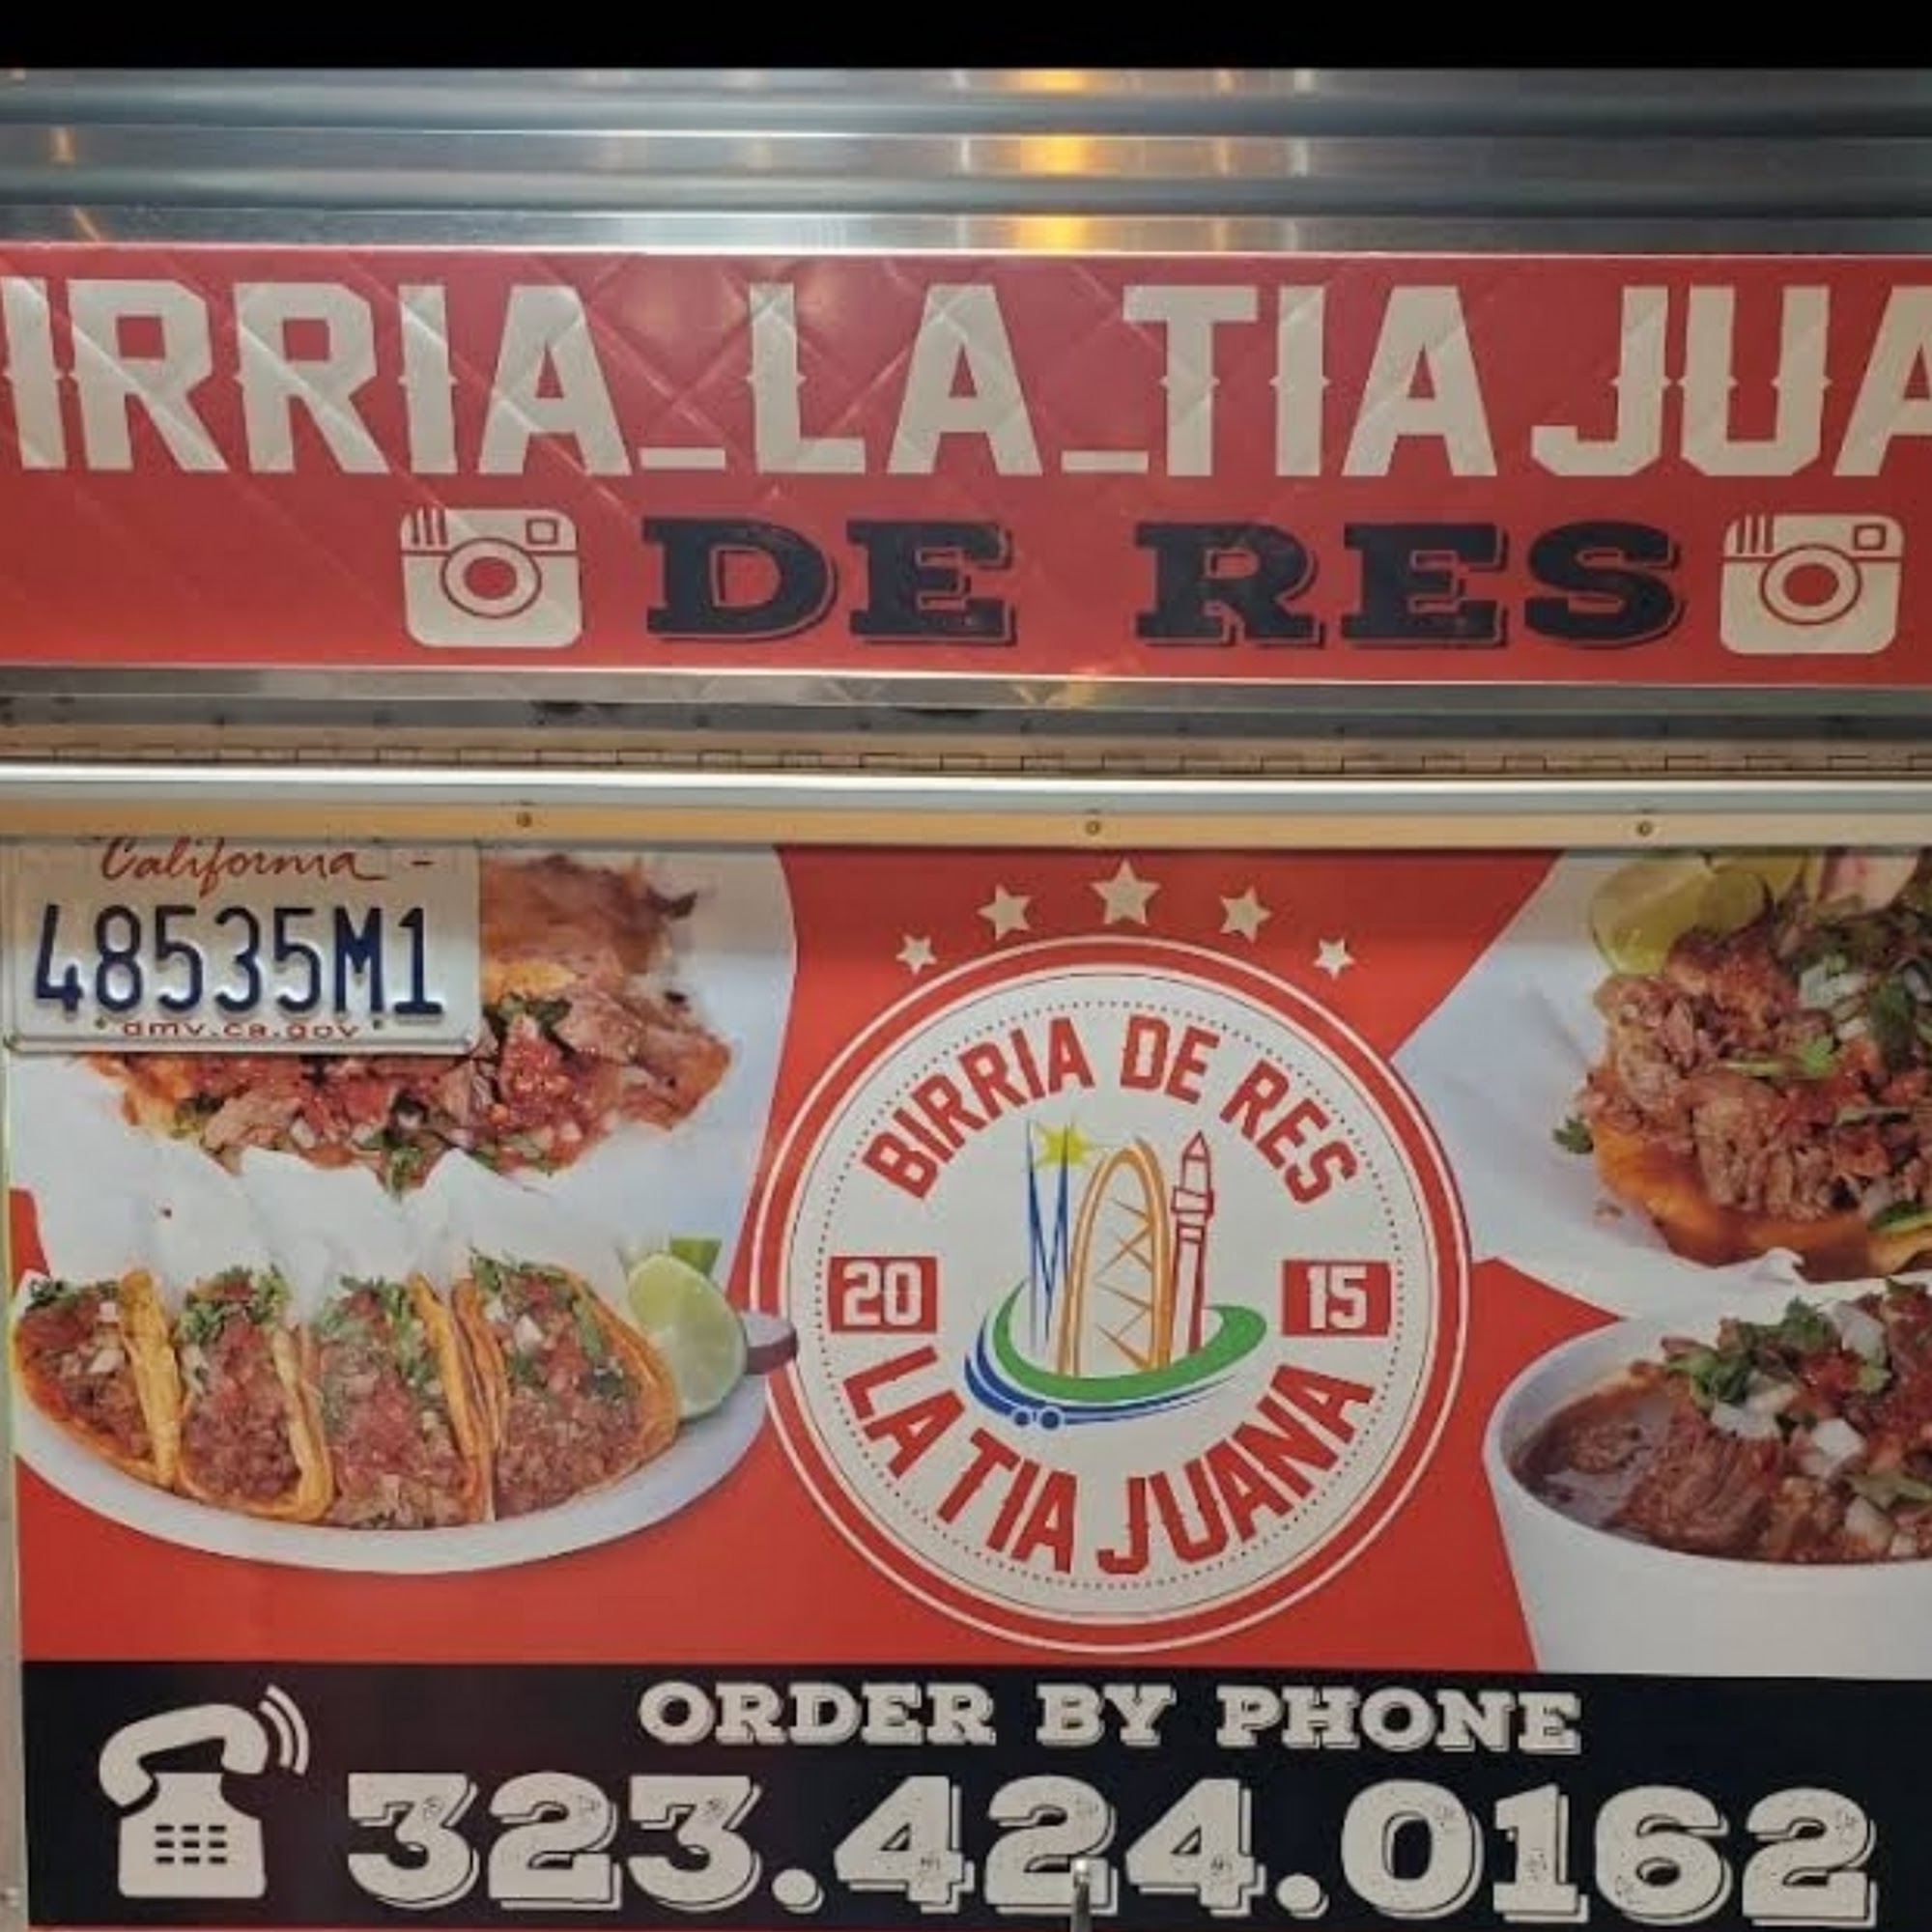 IRRIA_LA_TIA JUA
DE RES
California
48535M1
dmv.ca.gov
BIRRIA DE RES
20 15
LA TIA JUANA
ORDER BY PHONE
323.424.0162